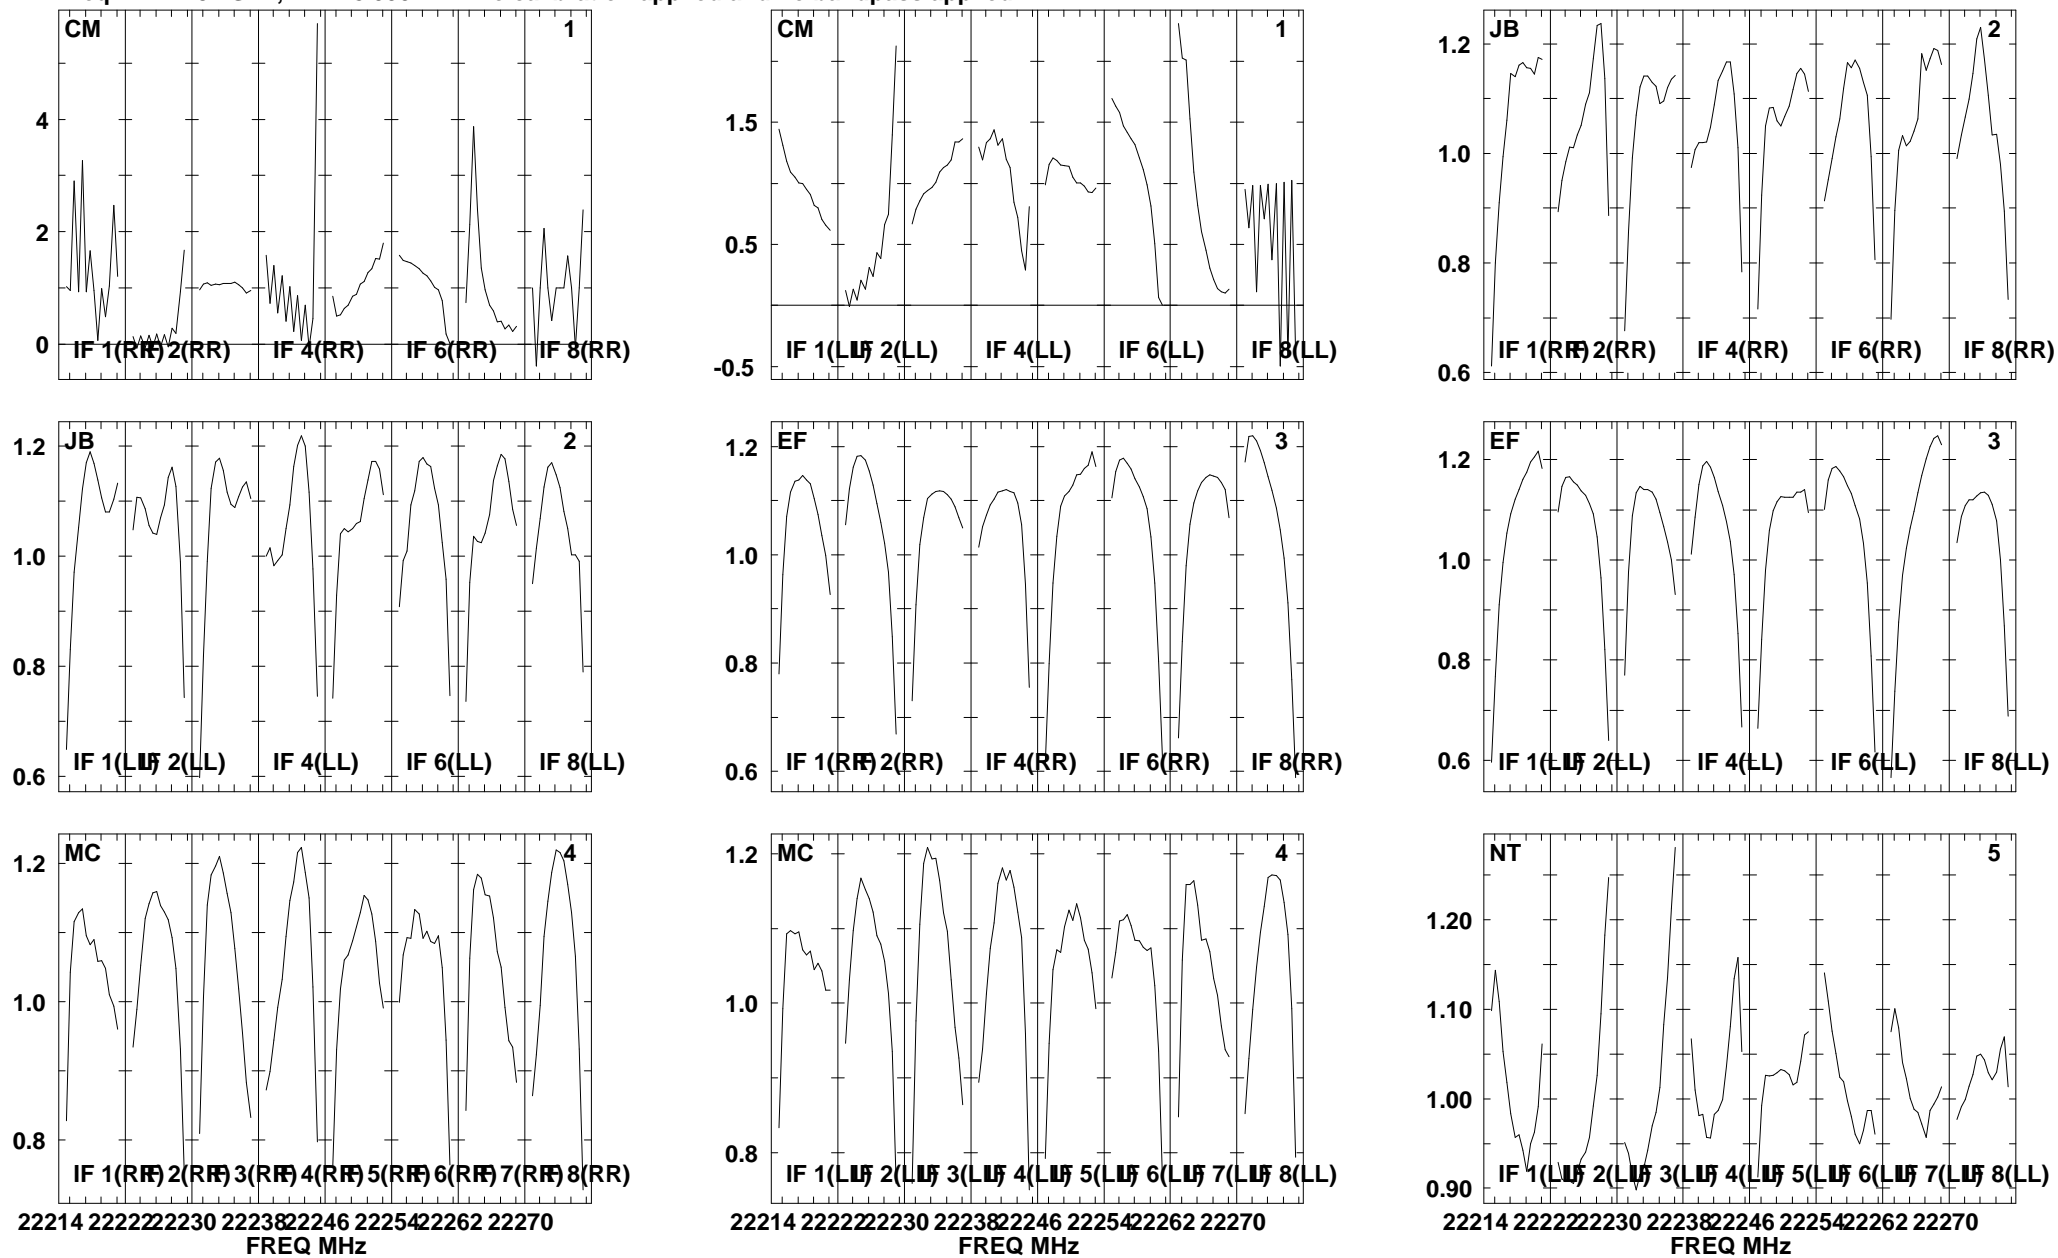 CM 1
4
2
0
IF 1(RR) IF 2(RR) IF 4(RR) IF 6(RR) IF 8(RR)
CM 1
1.5
0.5
-0.5
IF 1(LL) IF 2(LL) IF 4(LL) IF 6(LL) IF 8(LL)
JB 2
1.2
1.0
0.8
0.6
IF 1(RR) IF 2(RR) IF 4(RR) IF 6(RR) IF 8(RR)
JB 2
1.2
1.0
0.8
0.6
IF 1(LL) IF 2(LL) IF 4(LL) IF 6(LL) IF 8(LL)
EF 3
1.2
1.0
0.8
0.6
IF 1(RR) IF 2(RR) IF 4(RR) IF 6(RR) IF 8(RR)
EF 3
1.2
1.0
0.8
0.6
IF 1(LL) IF 2(LL) IF 4(LL) IF 6(LL) IF 8(LL)
MC 4
1.2
1.0
0.8
IF 1(RR) IF 2(RR) IF 3(RR) IF 4(RR) IF 5(RR) IF 6(RR) IF 7(RR) IF 8(RR)
22214 22222 22230 22238 22246 22254 22262 22270
FREQ MHz
MC 4
1.2
1.0
0.8
IF 1(LL) IF 2(LL) IF 3(LL) IF 4(LL) IF 5(LL) IF 6(LL) IF 7(LL) IF 8(LL)
22214 22222 22230 22238 22246 22254 22262 22270
FREQ MHz
NT 5
1.20
1.10
1.00
0.90
IF 1(LL) IF 2(LL) IF 3(LL) IF 4(LL) IF 5(LL) IF 6(LL) IF 7(LL) IF 8(LL)
22214 22222 22230 22238 22246 22254 22262 22270
FREQ MHz